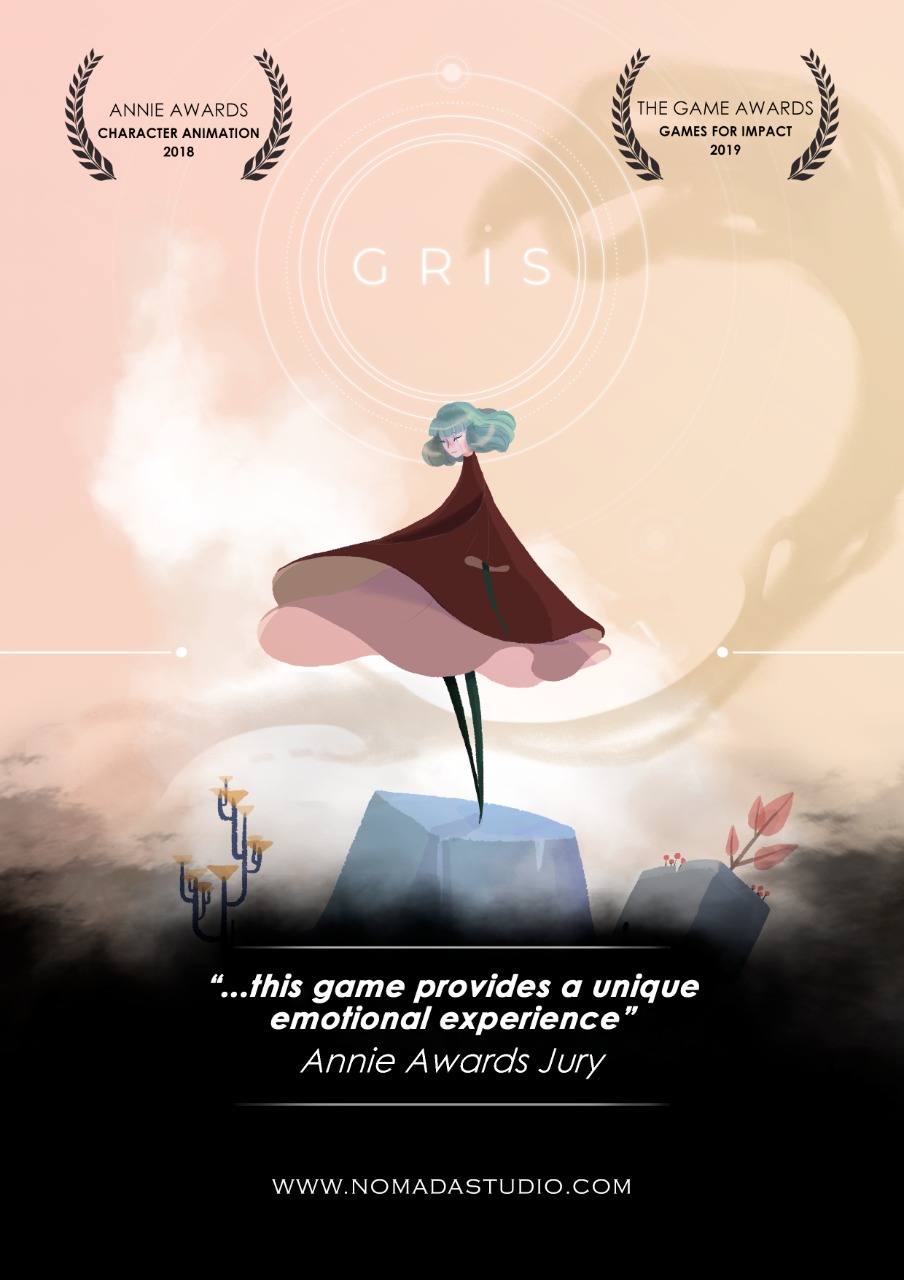 ANNIE AWARDS
CHARACTER ANIMATION
2018
THE GAME AWARDS
GAMES FOR IMPACT
2019
GRiS
“...this game provides a unique
emotional experience”
Annie Awards Jury
WWW.NOMADASTUDIO.COM